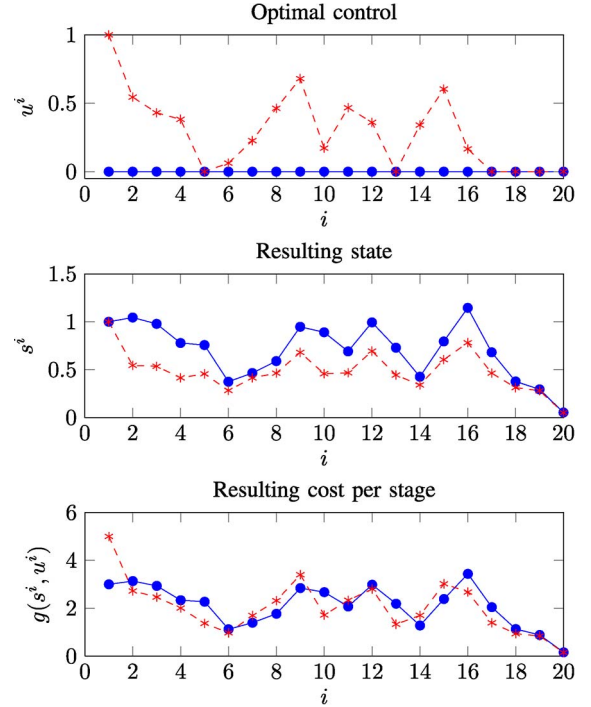 Optimal control
1
0.5
0
u^i
0 2 4 6 8 10 12 14 16 18 20
i
Resulting state
1.5
1
0.5
0
s^i
0 2 4 6 8 10 12 14 16 18 20
i
Resulting cost per stage
6
4
2
0
g(s^i, u^i)
0 2 4 6 8 10 12 14 16 18 20
i